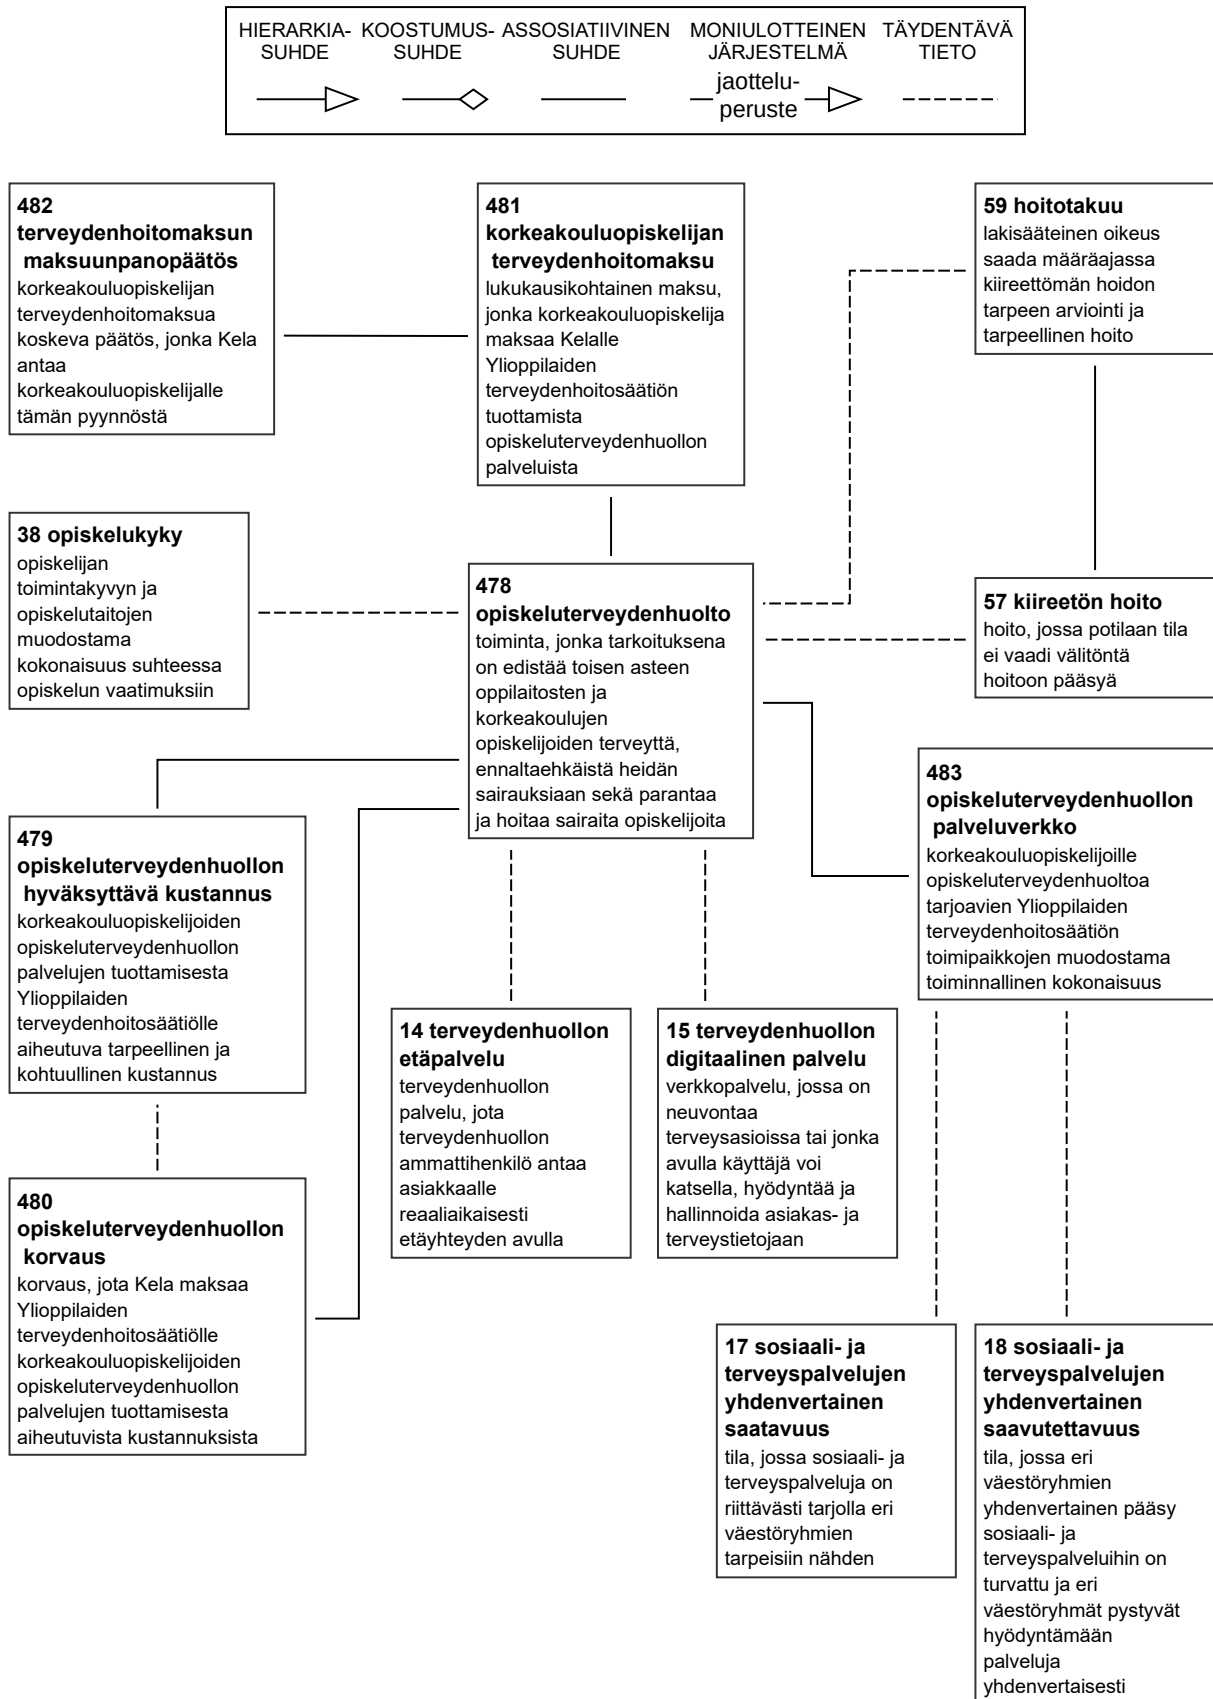 HIERARKIA-
SUHDE
KOOSTUMUS-
SUHDE
ASSOSIATIIVINEN
SUHDE
MONIULOTTEINEN
JÄRJESTELMÄ
TÄYDENTÄVÄ
TIETO
jaottelu-
peruste
482
terveydenhoitomaksun
maksuunpanopäätös
korkeakouluopiskelijan
terveydenhoitomaksua
koskeva päätös, jonka Kela
antaa
korkeakouluopiskelijalle
tämän pyynnöstä
481
korkeakouluopiskelijan
terveydenhoitomaksu
lukukausikohtainen maksu,
jonka korkeakouluopiskelija
maksaa Kelalle
Ylioppilaiden
terveydenhoitosäätiön
tuottamista
opiskeluterveydenhuollon
palveluista
59 hoitotakuu
lakisääteinen oikeus
saada määräajassa
kiireettömän hoidon
tarpeen arviointi ja
tarpeellinen hoito
38 opiskelukyky
opiskelijan
toimintakyvyn ja
opiskelutaitojen
muodostama
kokonaisuus suhteessa
opiskelun vaatimuksiin
478
opiskeluterveydenhuolto
toiminta, jonka tarkoituksena
on edistää toisen asteen
oppilaitosten ja
korkeakoulujen
opiskelijoiden terveyttä,
ennaltaehkäistä heidän
sairauksiaan sekä parantaa
ja hoitaa sairaita opiskelijoita
57 kiireetön hoito
hoito, jossa potilaan tila
ei vaadi välitöntä
hoitoon pääsyä
483
opiskeluterveydenhuollon
palveluverkko
korkeakouluopiskelijoille
opiskeluterveydenhuoltoa
tarjoavien Ylioppilaiden
terveydenhoitosäätiön
toimipaikkojen muodostama
toiminnallinen kokonaisuus
479
opiskeluterveydenhuollon
hyväksyttävä kustannus
korkeakouluopiskelijoiden
opiskeluterveydenhuollon
palvelujen tuottamisesta
Ylioppilaiden
terveydenhoitosäätiölle
aiheutuva tarpeellinen ja
kohtuullinen kustannus
14 terveydenhuollon
etäpalvelu
terveydenhuollon
palvelu, jota
terveydenhuollon
ammattihenkilö antaa
asiakkaalle
reaaliaikaisesti
etäyhteyden avulla
15 terveydenhuollon
digitaalinen palvelu
verkkopalvelu, jossa on
neuvontaa
terveysasioissa tai jonka
avulla käyttäjä voi
katsella, hyödyntää ja
hallinnoida asiakas- ja
terveystietojaan
480
opiskeluterveydenhuollon
korvaus
korvaus, jota Kela maksaa
Ylioppilaiden
terveydenhoitosäätiölle
korkeakouluopiskelijoiden
opiskeluterveydenhuollon
palvelujen tuottamisesta
aiheutuvista kustannuksista
17 sosiaali- ja
terveyspalvelujen
yhdenvertainen
saatavuus
tila, jossa sosiaali- ja
terveyspalveluja on
riittävästi tarjolla eri
väestöryhmien
tarpeisiin nähden
18 sosiaali- ja
terveyspalvelujen
yhdenvertainen
saavutettavuus
tila, jossa eri
väestöryhmien
yhdenvertainen pääsy
sosiaali- ja
terveyspalveluihin on
turvattu ja eri
väestöryhmät pystyvät
hyödyntämään
palveluja
yhdenvertaisesti